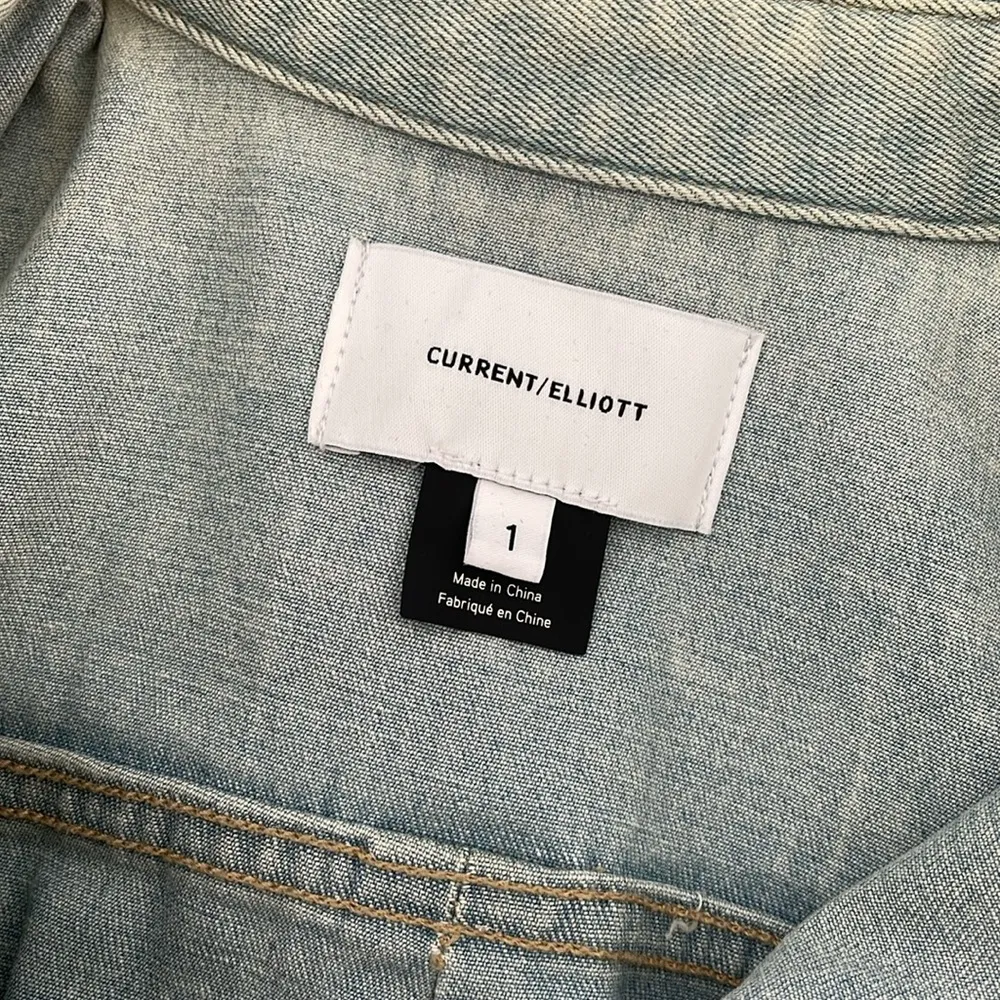 CURRENT/ELLIOTT
1
Made in China
Fabriqué en Chine